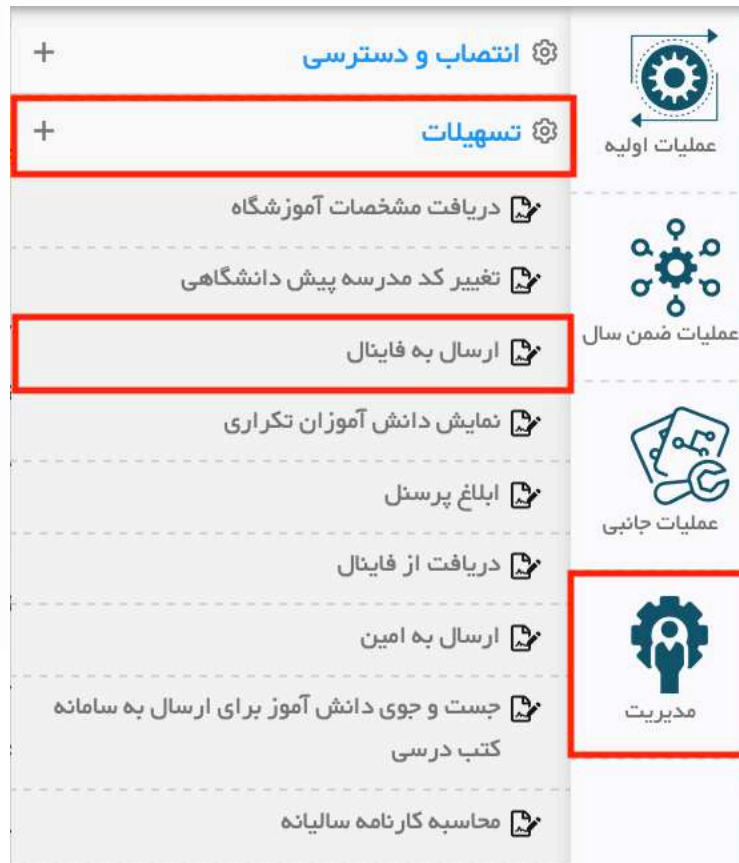 عملیات اولیه
عملیات ضمن سال
عملیات جانبی
مدیریت
انتصاب و دسترسی +
تسهیلات +
دریافت مشخصات آموزشگاه
تغییر کد مدرسه پیش دانشگاهی
ارسال به فاینال
نمایش دانش آموزان تکراری
ابلاغ پرسنل
دریافت از فاینال
ارسال به امین
جست و جوی دانش آموز برای ارسال به سامانه
کتب درسی
محاسبه کارنامه سالیانه